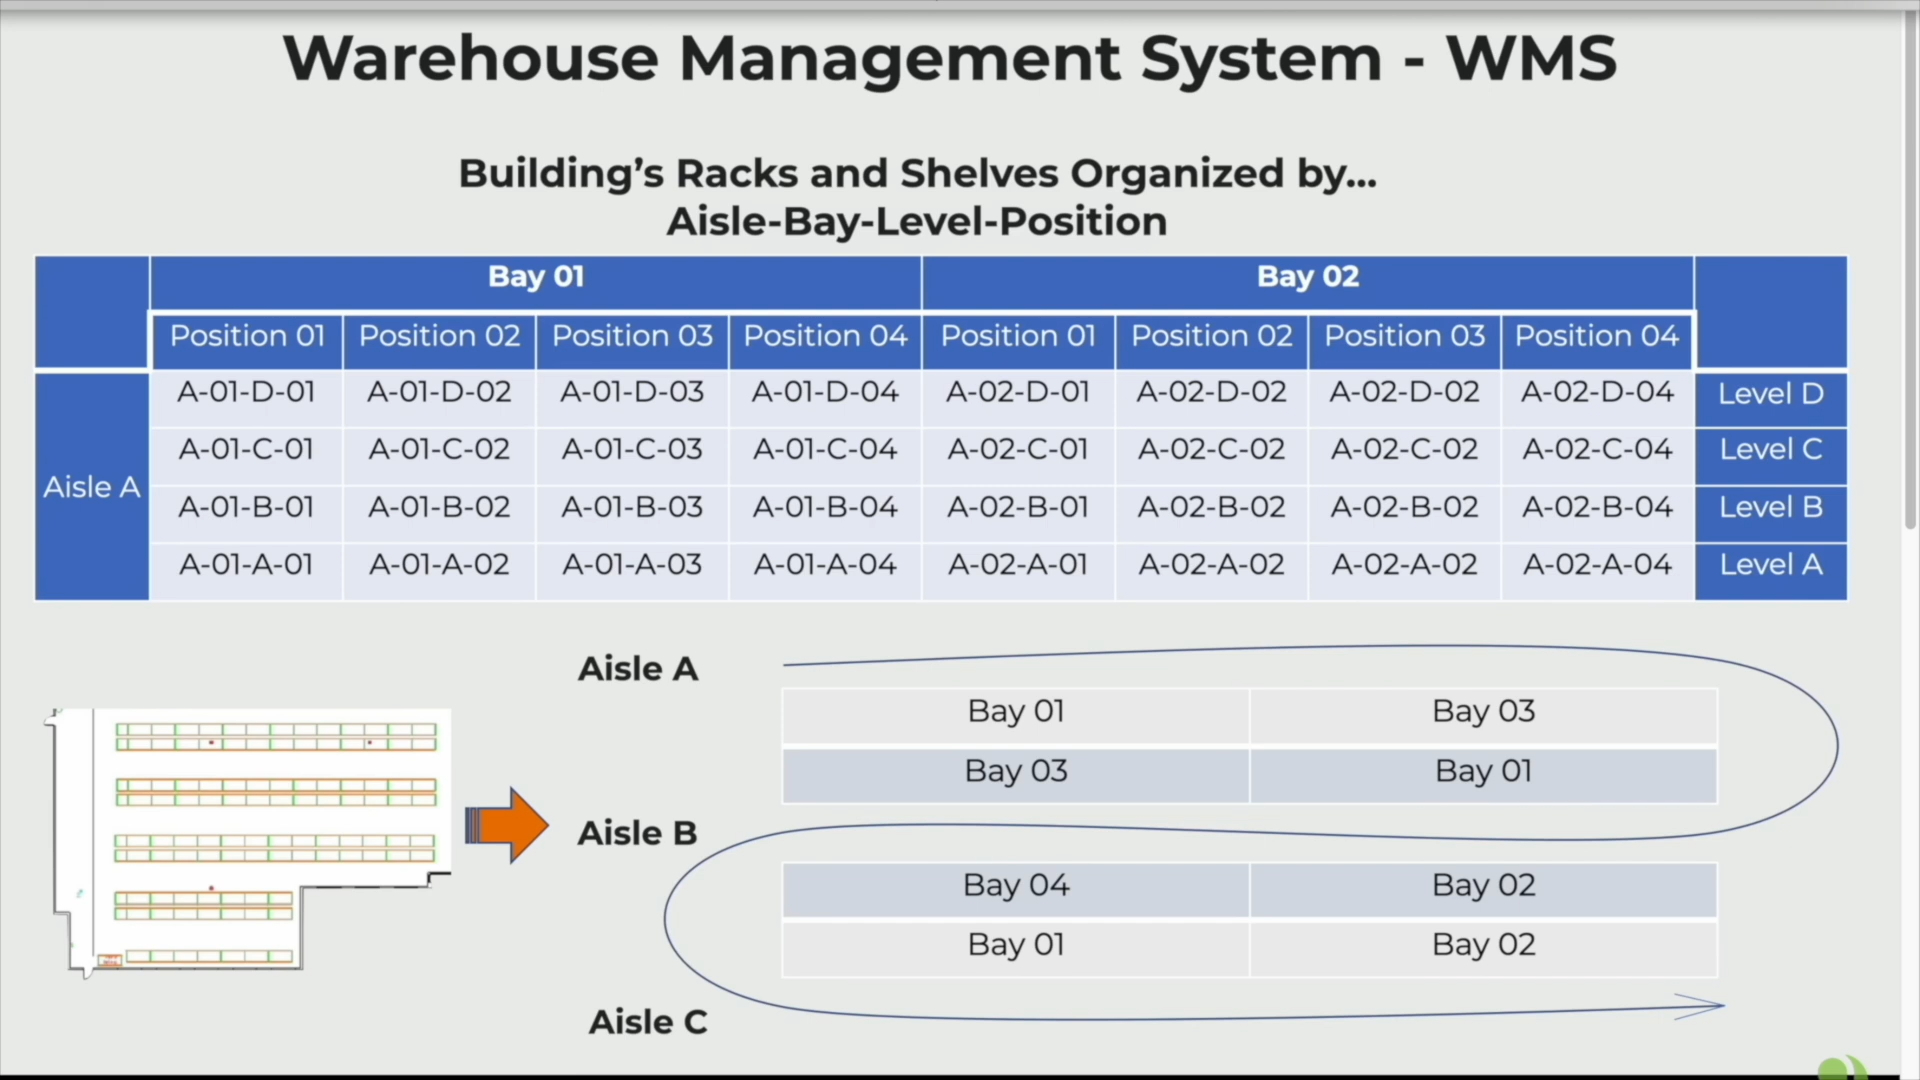 Warehouse Management System - WMS
Building’s Racks and Shelves Organized by...
Aisle-Bay-Level-Position
Bay 01 Bay 02
Position 01 Position 02 Position 03 Position 04 Position 01 Position 02 Position 03 Position 04
A-01-D-01 A-01-D-02 A-01-D-03 A-01-D-04 A-02-D-01 A-02-D-02 A-02-D-02 A-02-D-04 Level D
A-01-C-01 A-01-C-02 A-01-C-03 A-01-C-04 A-02-C-01 A-02-C-02 A-02-C-02 A-02-C-04 Level C
Aisle A
A-01-B-01 A-01-B-02 A-01-B-03 A-01-B-04 A-02-B-01 A-02-B-02 A-02-B-02 A-02-B-04 Level B
A-01-A-01 A-01-A-02 A-01-A-03 A-01-A-04 A-02-A-01 A-02-A-02 A-02-A-02 A-02-A-04 Level A
Aisle A
Bay 01 Bay 03
Bay 03 Bay 01
Aisle B
Bay 04 Bay 02
Bay 01 Bay 02
Aisle C